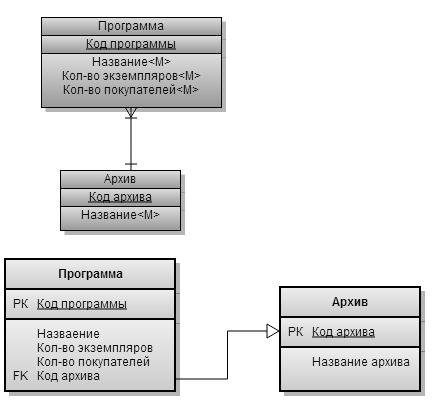 Программа
Код программы
Название<M>
Кол-во экземпляров<M>
Кол-во покупателей<M>
Архив
Код архива
Название<M>
Программа
PK Код программы
Назваение
Кол-во экземпляров
Кол-во покупателей
FK Код архива
Архив
PK Код архива
Название архива